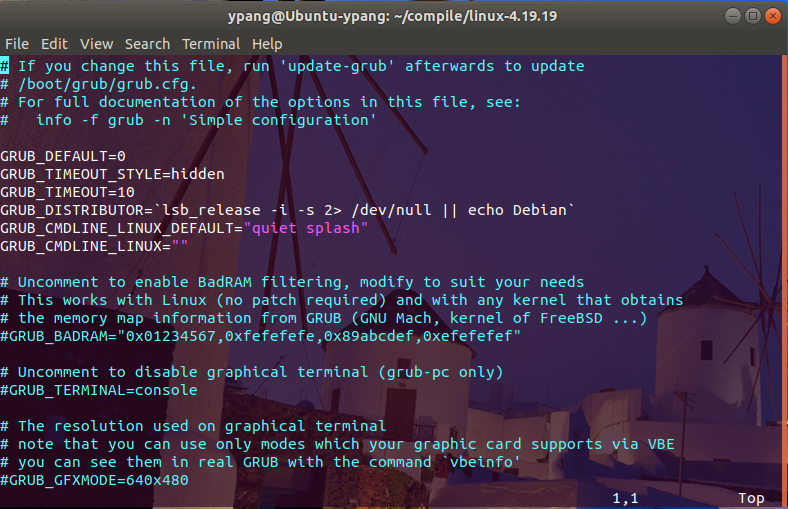 ypang@Ubuntu-ypang: ~/compile/linux-4.19.19
File Edit View Search Terminal Help
# If you change this file, run 'update-grub' afterwards to update
# /boot/grub/grub.cfg.
# For full documentation of the options in this file, see:
#   info -f grub -n 'Simple configuration'
GRUB_DEFAULT=0
GRUB_TIMEOUT_STYLE=hidden
GRUB_TIMEOUT=10
GRUB_DISTRIBUTOR=`lsb_release -i -s 2> /dev/null || echo Debian`
GRUB_CMDLINE_LINUX_DEFAULT="quiet splash"
GRUB_CMDLINE_LINUX=""
# Uncomment to enable BadRAM filtering, modify to suit your needs
# This works with Linux (no patch required) and with any kernel that obtains
# the memory map information from GRUB (GNU Mach, kernel of FreeBSD ...)
#GRUB_BADRAM="0x01234567,0xfefefefe,0x89abcdef,0xefefefef"
# Uncomment to disable graphical terminal (grub-pc only)
#GRUB_TERMINAL=console
# The resolution used on graphical terminal
# note that you can use only modes which your graphic card supports via VBE
# you can see them in real GRUB with the command `vbeinfo'
#GRUB_GFXMODE=640x480
1,1 Top